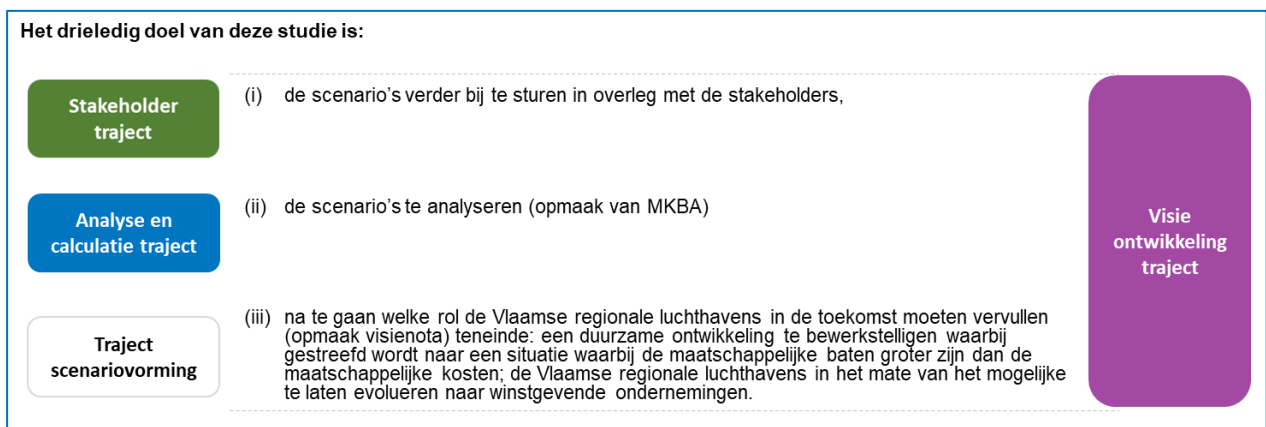 Het drieledig doel van deze studie is:
Stakeholder
traject
(i) de scenario's verder bij te sturen in overleg met de stakeholders,
Analyse en
calculatie traject
(ii) de scenario's te analyseren (opmaak van MKBA)
Traject
scenariovorming
(iii) na te gaan welke rol de Vlaamse regionale luchthavens in de toekomst moeten vervullen
(opmaak visienota) teneinde: een duurzame ontwikkeling te bewerkstelligen waarbij
gestreefd wordt naar een situatie waarbij de maatschappelijke baten groter zijn dan de
maatschappelijke kosten; de Vlaamse regionale luchthavens in het mate van het mogelijke
te laten evolueren naar winstgevende ondernemingen.
Visie
ontwikkeling
traject